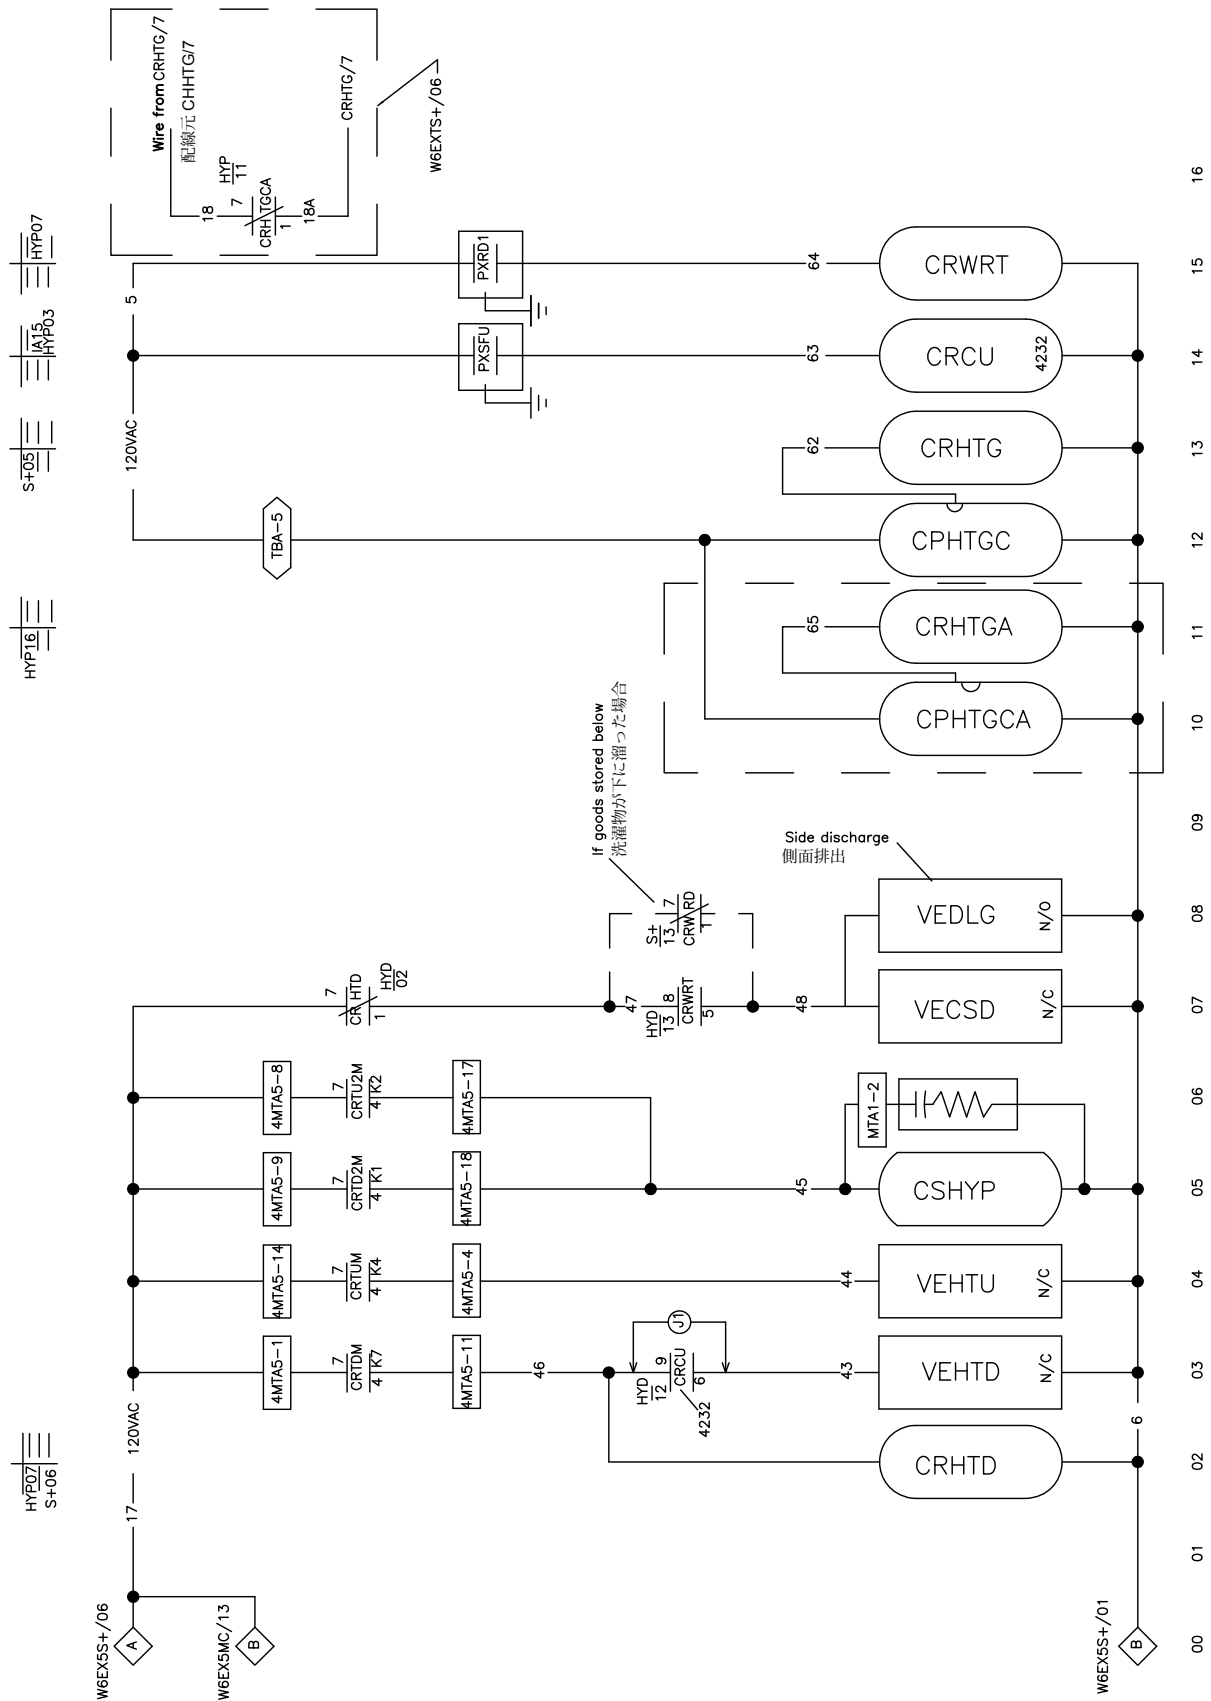 W6EX5S+/06
A
W6EX5MC/13
B
W6EX5S+/01
B
00
01
17
HYP07
S+06
120VAC
CRHTD
6
02
4MTA5-1
7
CRTDM
4 K7
4MTA5-11
46
HYD
12
9
CRCU
6
4232
J1
43
VEHTD
N/C
03
4MTA5-14
7
CRTUM
4 K4
4MTA5-4
44
VEHTU
N/C
04
4MTA5-9
7
CRTD2M
4 K1
4MTA5-18
45
CSHYP
05
4MTA5-8
7
CRTU2M
4 K2
4MTA5-17
MTA1-2
06
7
CRHTD
1
HYD
02
47
HYD
13
8
CRWRT
5
48
VECSD
N/C
07
S+
13
7
CRWRD
1
VEDLG
N/O
08
If goods stored below
洗濯物が下に溜った場合
Side discharge
側面排出
09
CPHTGCA
10
HYP16
65
CRHTGA
11
TBA-5
CPHTGC
12
S+05
120VAC
62
CRHTG
13
IA15
HYP03
PXSFU
63
CRCU
4232
14
HYP07
5
PXRD1
64
CRWRT
15
Wire from CRHTG/7
配線元 CHHTG/7
18
HYP
11
7
CRHTGCA
1
18A
CRHTG/7
W6EXTS+/06
16